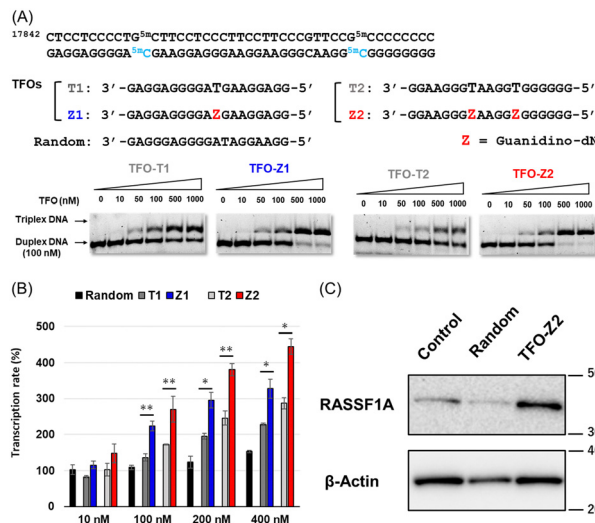 (A)
17842 CTCCTCCCCTG5mCTTCCTCCCTTCCTTCCCGTTCCG5mCCCCCCCC
GAGGAGGGGA5mCGAAGGAGGGAAGGAAGGGCAAGG5mCGGGGGGGG
TFOs
T1: 3′-GAGGAGGGGATGAAGGAGG-5′
Z1: 3′-GAGGAGGGGAZGAAGGAGG-5′
Random: 3′-GAGGGAGGGGATAGGAAGG-5′
T2: 3′-GGAAGGGTAAGGTGGGGGG-5′
Z2: 3′-GGAAGGGZAAGGZGGGGGG-5′
Z = Guanidino-dN
TFO-T1 TFO-Z1 TFO-T2 TFO-Z2
TFO (nM) 0 10 50 100 500 1000 0 10 50 100 500 1000 0 10 50 100 500 1000 0 10 50 100 500 1000
Triplex DNA
Duplex DNA
(100 nM)
(B)
Random T1 Z1 T2 Z2
Transcription rate (%)
500
400
300
200
100
0
** ** * ** * *
10 nM 100 nM 200 nM 400 nM
(C)
Control Random TFO-Z2
RASSF1A
β-Actin
5
3
40
20